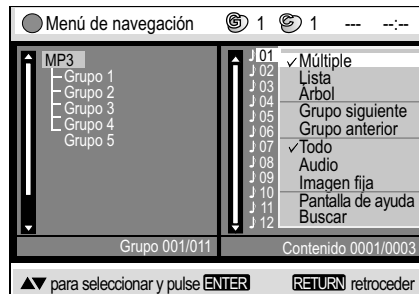 Menú de navegación G 1 C 1 --- --:--
MP3
Grupo 1
Grupo 2
Grupo 3
Grupo 4
Grupo 5
Grupo 001/011
01
02
03
04
05
06
07
08
09
10
11
12
✓Múltiple
Lista
Árbol
Grupo siguiente
Grupo anterior
✓Todo
Audio
Imagen fija
Pantalla de ayuda
Buscar
Contenido 0001/0003
▲▼ para seleccionar y pulse ENTER RETURN retroceder